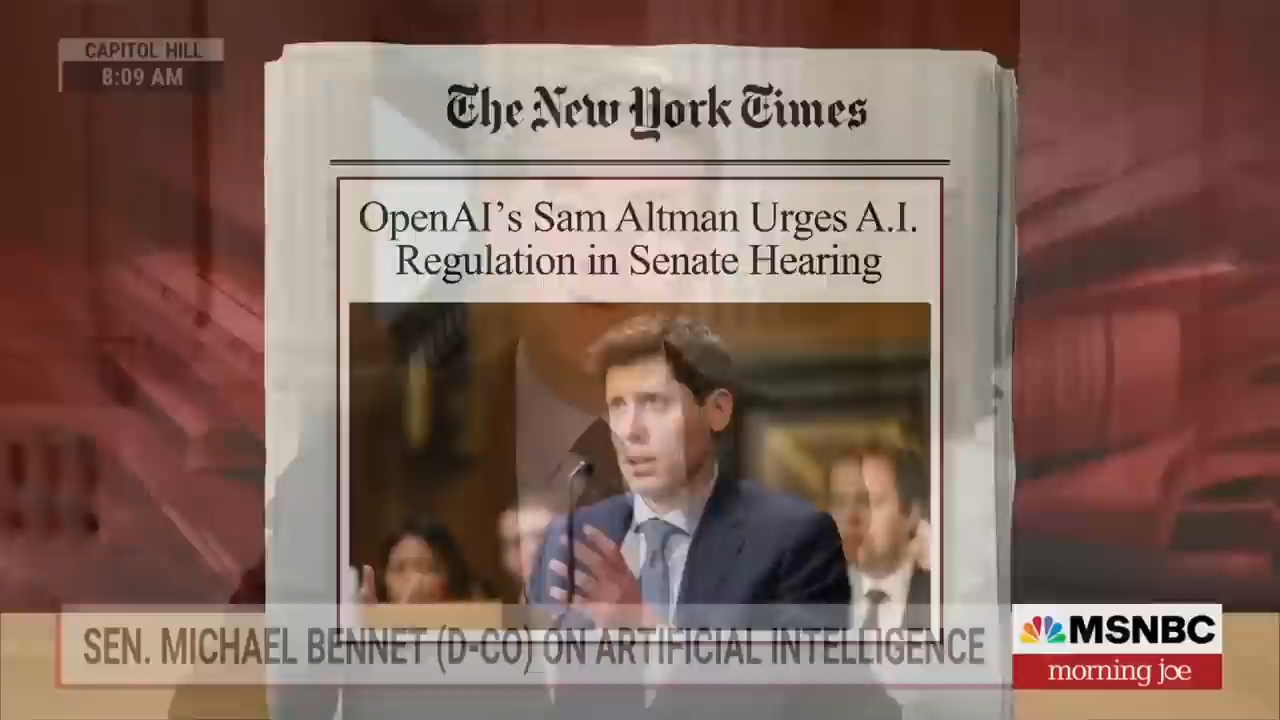 CAPITOL HILL
8:09 AM
The New York Times
OpenAI’s Sam Altman Urges A.I.
Regulation in Senate Hearing
SEN. MICHAEL BENNET (D-CO) ON ARTIFICIAL INTELLIGENCE
MSNBC
morning joe